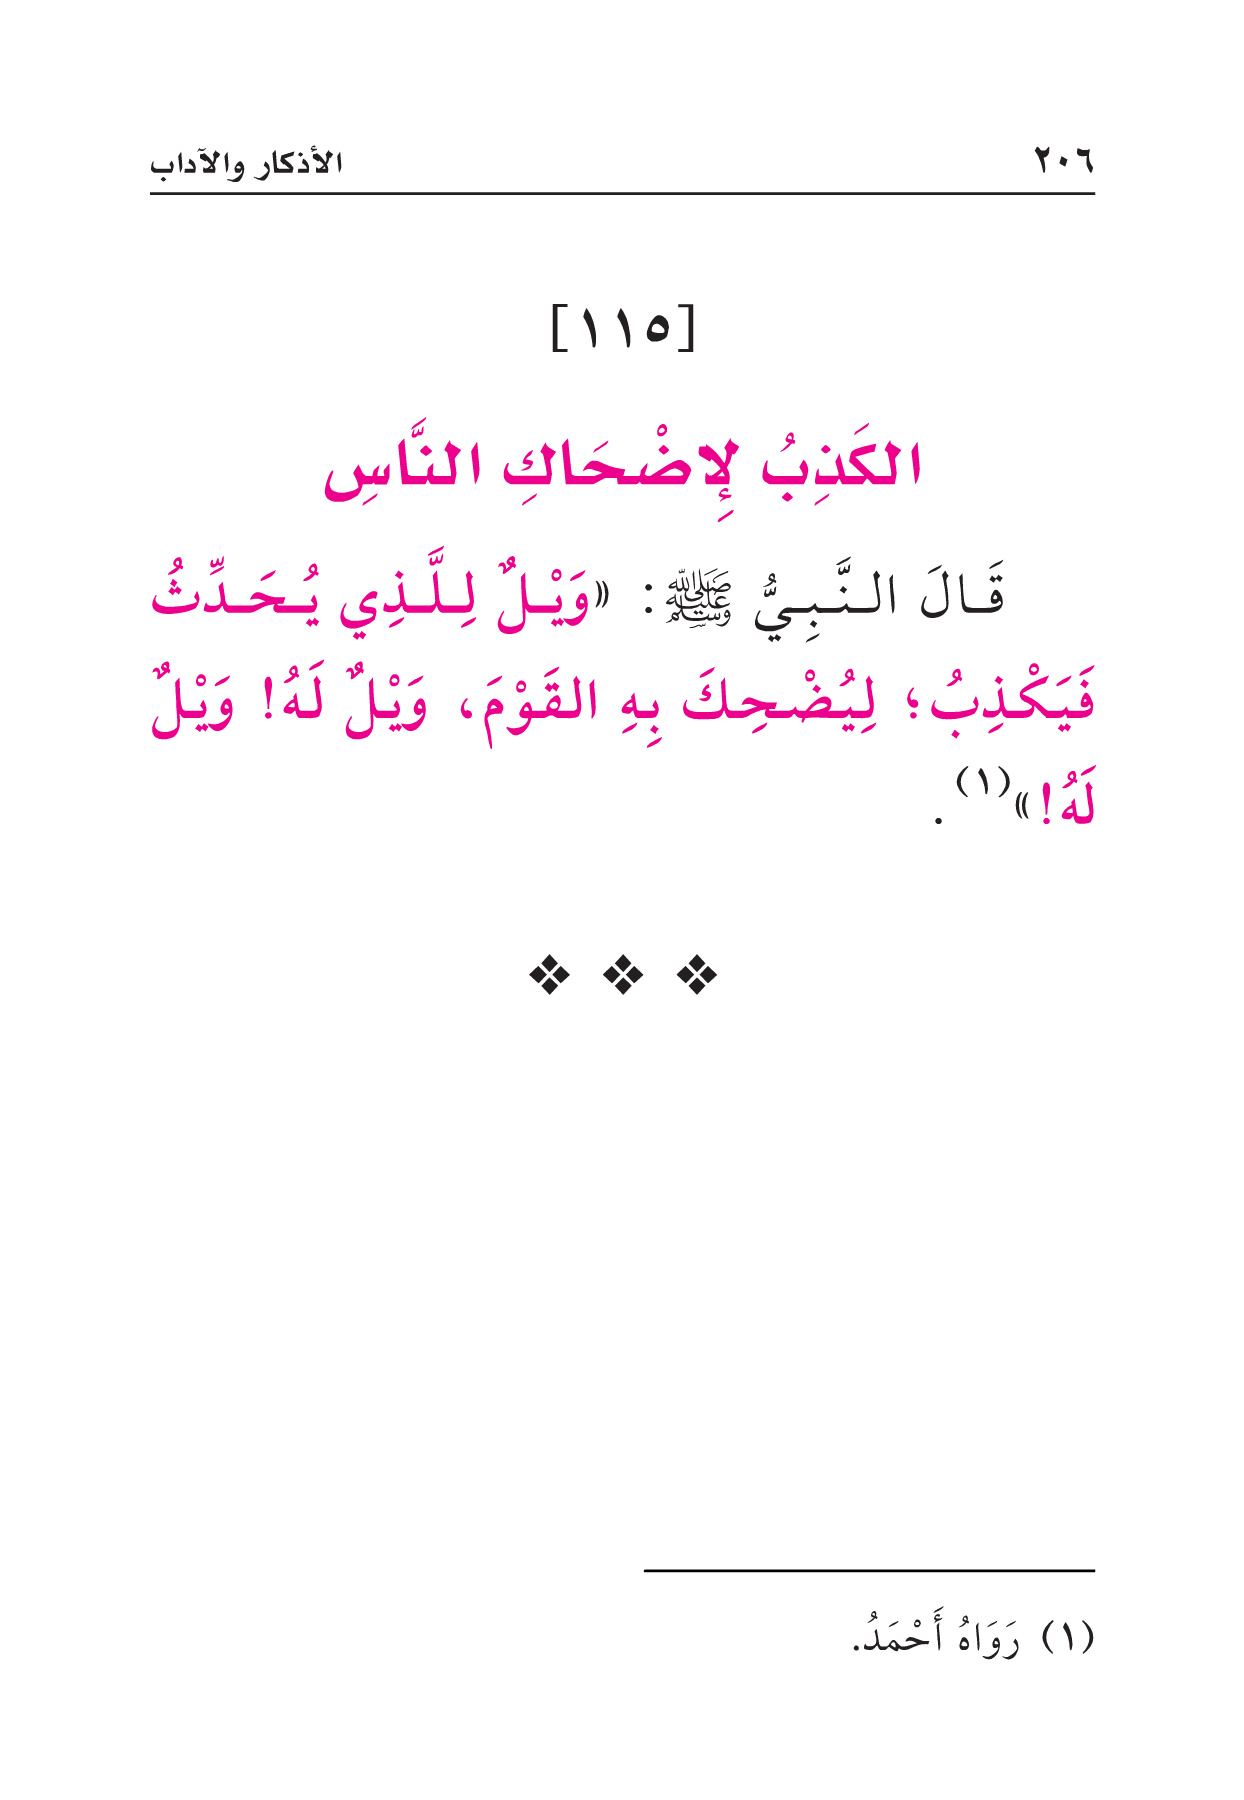 ٢٠٦ الأذكار والآداب
[١١٥]
الكَذِبُ لِإِضْحَاكِ النَّاسِ
قَالَ النَّبِيُّ ﷺ: «وَيْلٌ لِلَّذِي يُحَدِّثُ
فَيَكْذِبُ؛ لِيُضْحِكَ بِهِ القَوْمَ، وَيْلٌ لَهُ! وَيْلٌ
لَهُ!»(١).
❖ ❖ ❖
(١) رَوَاهُ أَحْمَدُ.